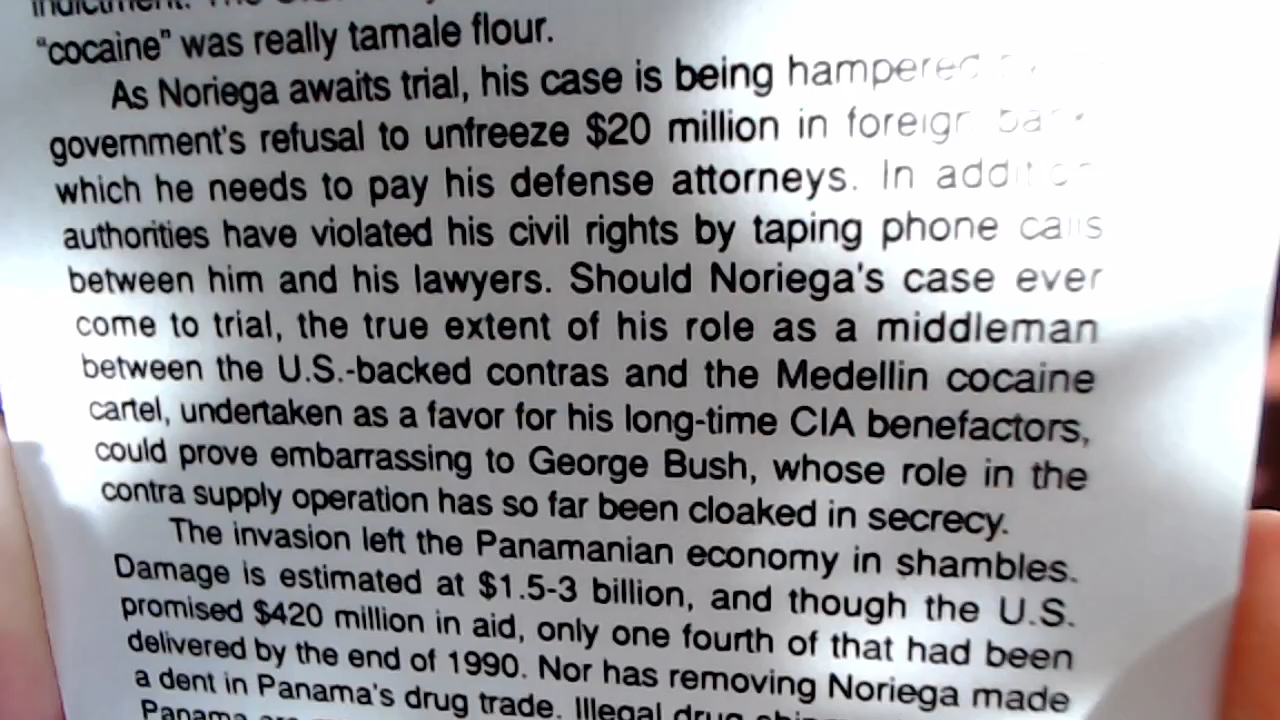 indictment. The
"cocaine" was really tamale flour.
As Noriega awaits trial, his case is being hampered
government's refusal to unfreeze $20 million in foreign
which he needs to pay his defense attorneys. In addition
authorities have violated his civil rights by taping phone calls
between him and his lawyers. Should Noriega's case ever
come to trial, the true extent of his role as a middleman
between the U.S.-backed contras and the Medellin cocaine
cartel, undertaken as a favor for his long-time CIA benefactors,
could prove embarrassing to George Bush, whose role in the
contra supply operation has so far been cloaked in secrecy.
The invasion left the Panamanian economy in shambles.
Damage is estimated at $1.5-3 billion, and though the U.S.
promised $420 million in aid, only one fourth of that had been
delivered by the end of 1990. Nor has removing Noriega made
a dent in Panama's drug trade. Illegal drug
Panama